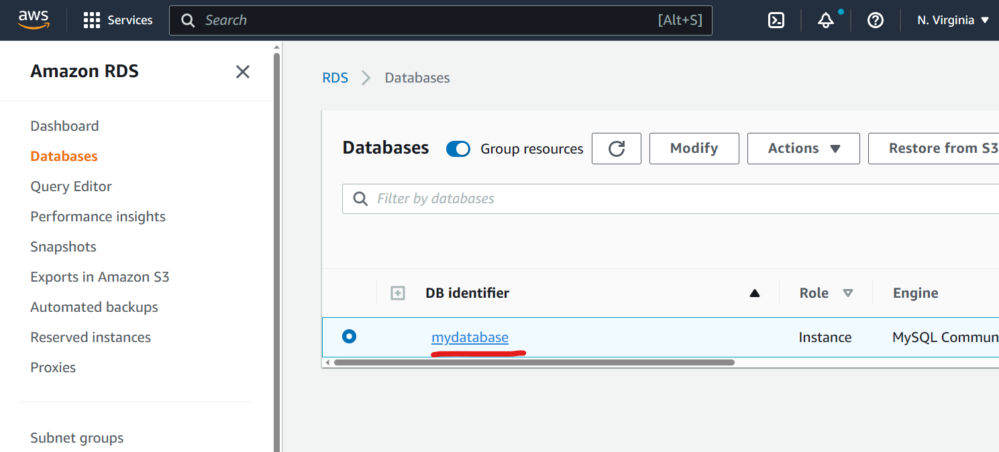 aws Services Search [Alt+S] N. Virginia
Amazon RDS
Dashboard
Databases
Query Editor
Performance insights
Snapshots
Exports in Amazon S3
Automated backups
Reserved instances
Proxies
Subnet groups
RDS Databases
Databases Group resources Modify Actions Restore from S3
Filter by databases
DB identifier Role Engine
mydatabase Instance MySQL Commun